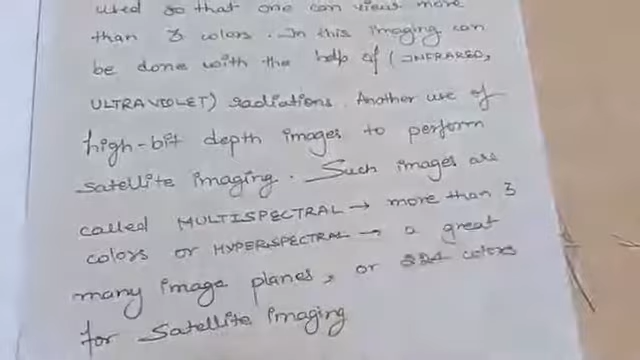 used so that one can view more
than 3 colors. In this imaging can
be done with the help of (INFRARED,
ULTRAVIOLET) radiations. Another use of
high-bit depth images to perform
satellite imaging. Such images are
called MULTISPECTRAL → more than 3
colors or HYPERSPECTRAL → a great
many image planes, or 224 colors
for Satellite imaging